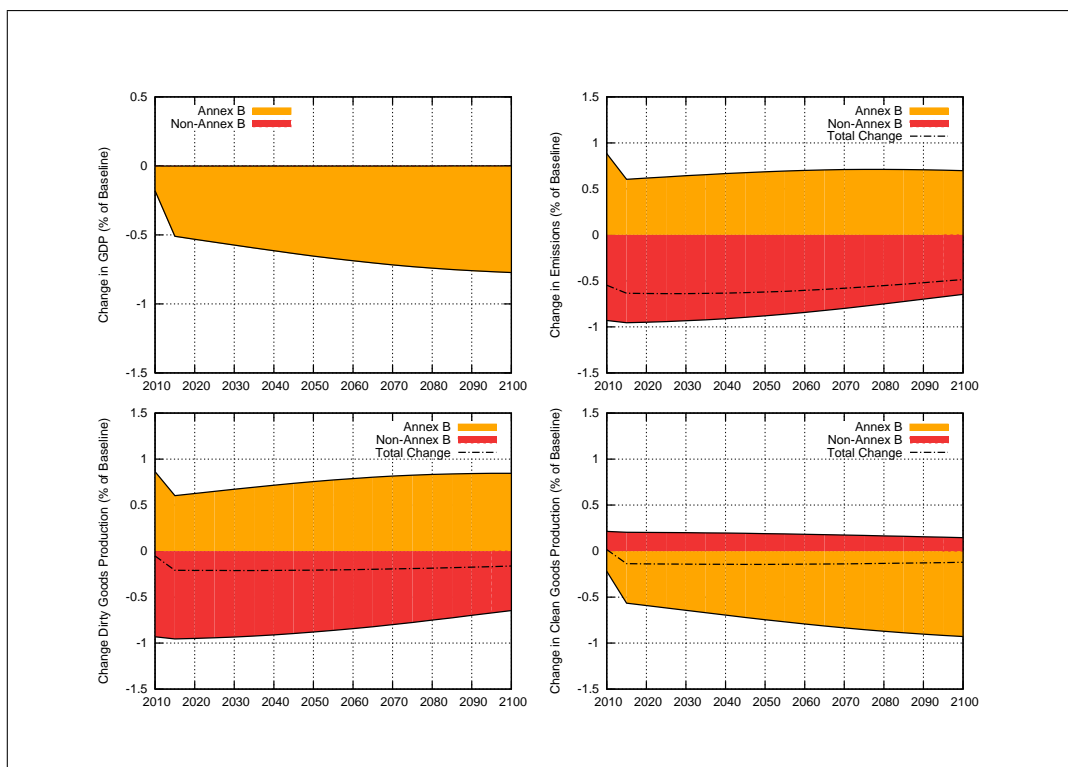 Change in GDP (% of Baseline)
0.5
0
-0.5
-1
-1.5
Annex B
Non-Annex B
2010 2020 2030 2040 2050 2060 2070 2080 2090 2100
Change in Emissions (% of Baseline)
1.5
1
0.5
0
-0.5
-1
-1.5
Annex B
Non-Annex B
Total Change
2010 2020 2030 2040 2050 2060 2070 2080 2090 2100
Change Dirty Goods Production (% of Baseline)
1.5
1
0.5
0
-0.5
-1
-1.5
Annex B
Non-Annex B
Total Change
2010 2020 2030 2040 2050 2060 2070 2080 2090 2100
Change in Clean Goods Production (% of Baseline)
1.5
1
0.5
0
-0.5
-1
-1.5
Annex B
Non-Annex B
Total Change
2010 2020 2030 2040 2050 2060 2070 2080 2090 2100